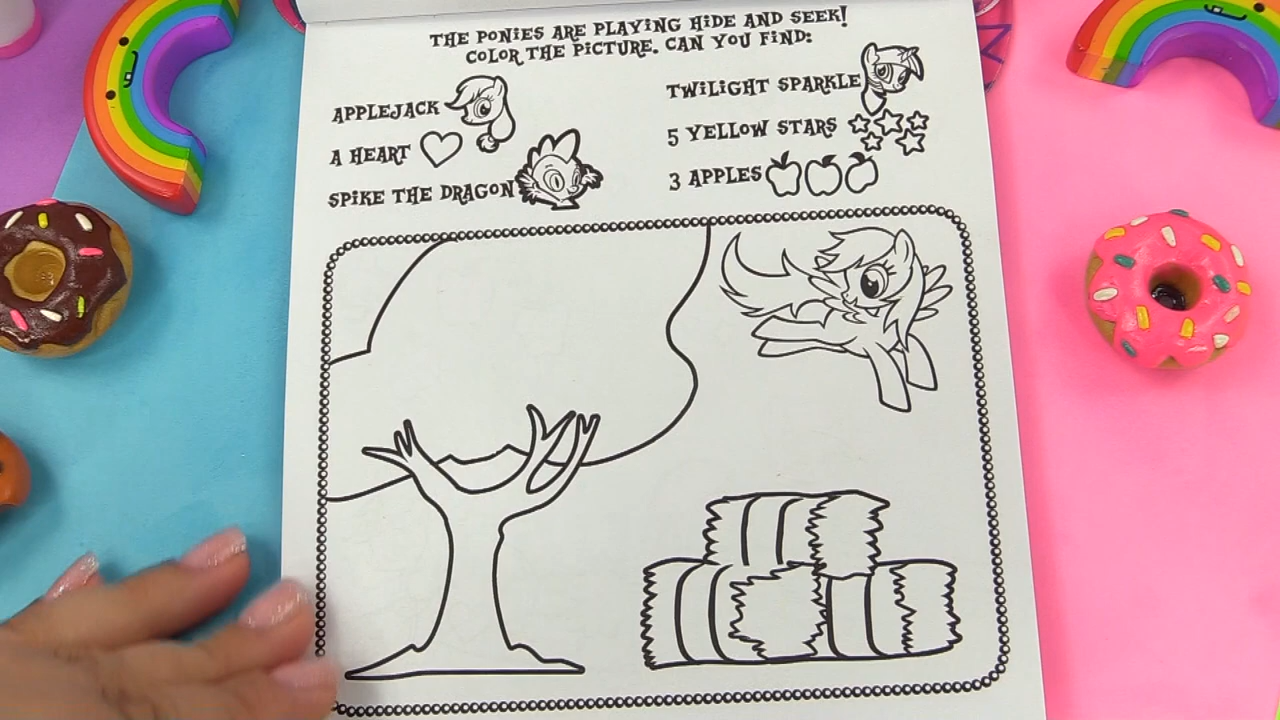 THE PONIES ARE PLAYING HIDE AND SEEK!
COLOR THE PICTURE. CAN YOU FIND:
APPLEJACK
A HEART
SPIKE THE DRAGON
TWILIGHT SPARKLE
5 YELLOW STARS
3 APPLES